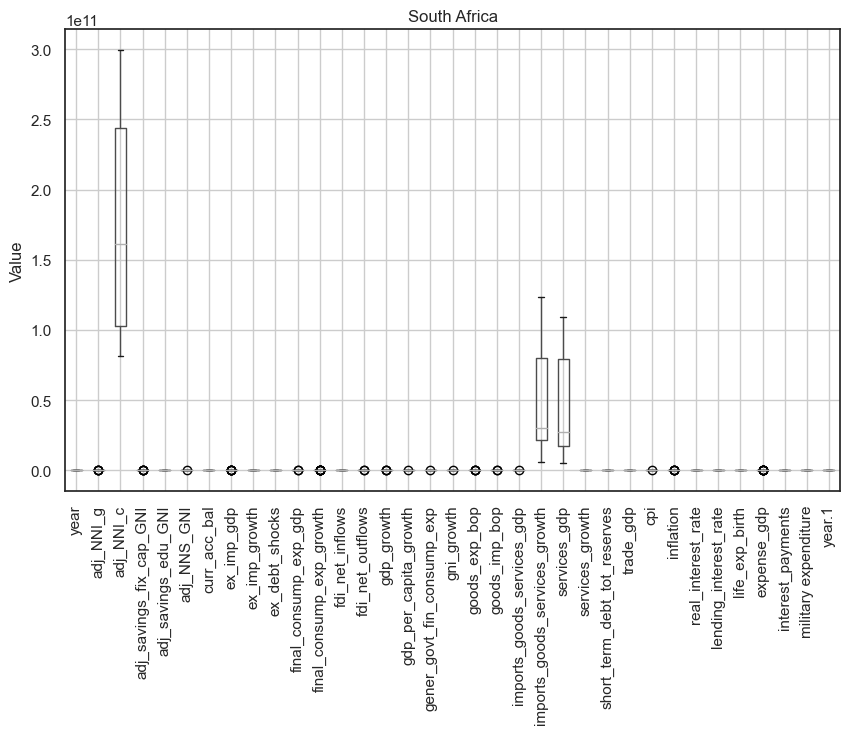 South Africa
1e11
3.0
2.5
2.0
1.5
1.0
0.5
0.0
Value
year
adj_NNI_g
adj_NNI_c
adj_savings_fix_cap_GNI
adj_savings_edu_GNI
adj_NNS_GNI
curr_acc_bal
ex_imp_gdp
ex_imp_growth
ex_debt_shocks
final_consump_exp_gdp
final_consump_exp_growth
fdi_net_inflows
fdi_net_outflows
gdp_growth
gdp_per_capita_growth
gener_govt_fin_consump_exp
gni_growth
goods_exp_bop
goods_imp_bop
imports_goods_services_gdp
imports_goods_services_growth
services_gdp
services_growth
short_term_debt_tot_reserves
trade_gdp
cpi
inflation
real_interest_rate
lending_interest_rate
life_exp_birth
expense_gdp
interest_payments
military expenditure
year.1